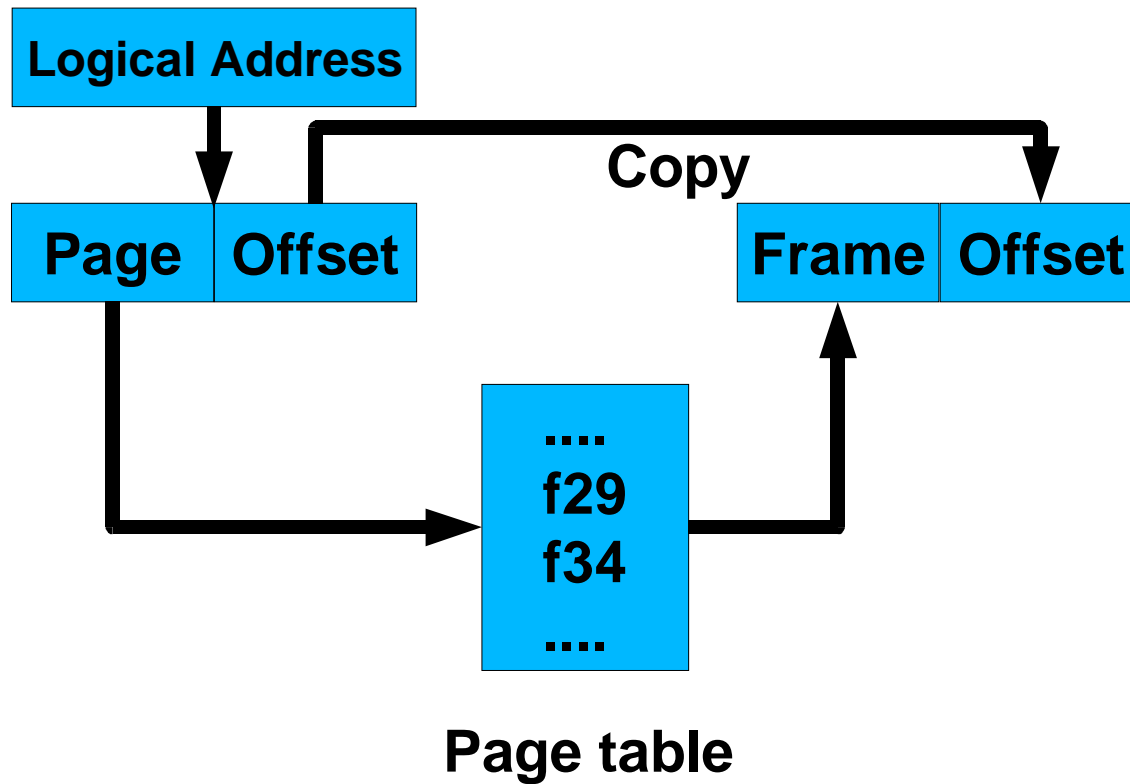 Logical Address
Copy
Page Offset
Frame Offset
....
f29
f34
....
Page table